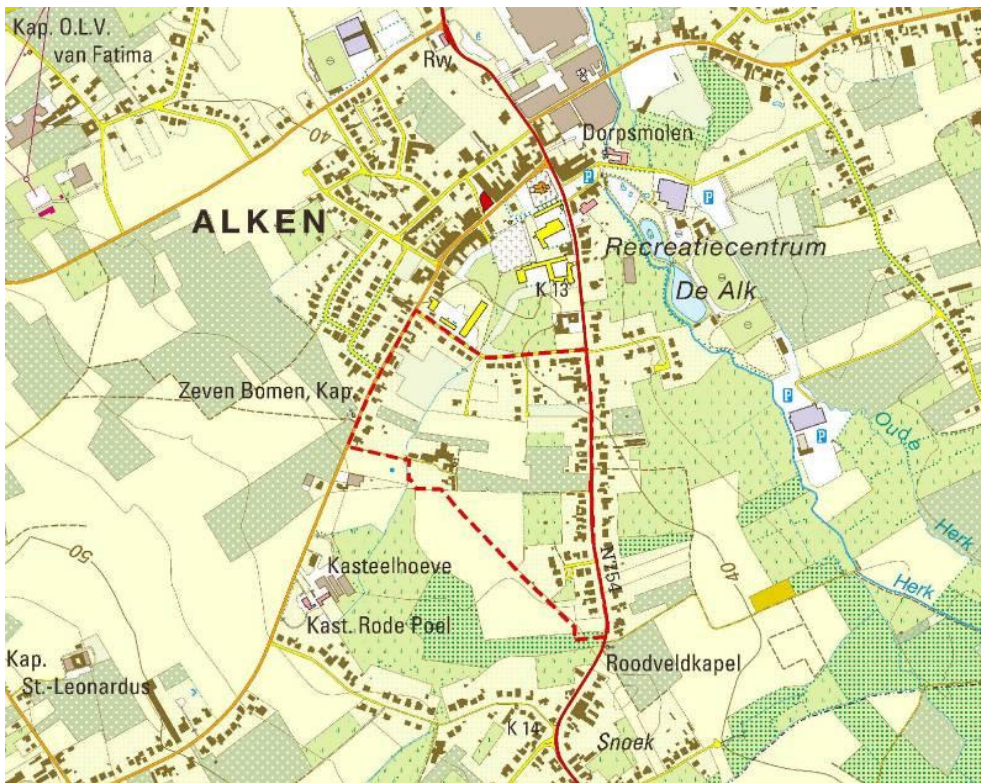 Kap. O.L.V.
van Fatima
Rw.
40
Dorpsmolen
P
P
ALKEN
Recreatiecentrum
De Alk
K 13
Zeven Bomen, Kap.
P
P
Oude
Herk
Herk
50
Kasteelhoeve
N754
40
Kast. Rode Poel
Roodveldkapel
Kap.
St.-Leonardus
K 14
Snoek